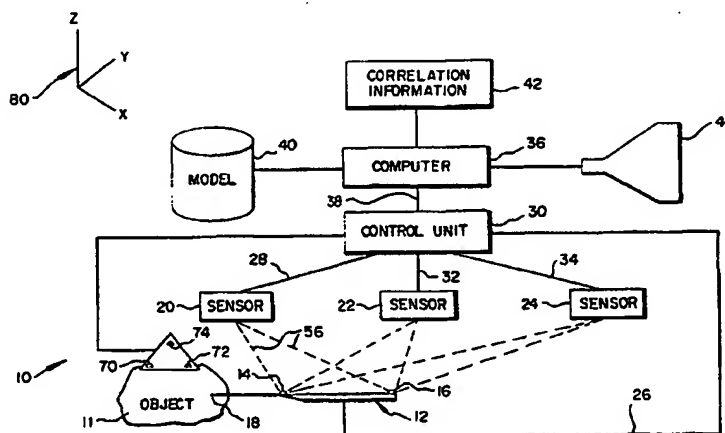 Z
Y
80
X
CORRELATION
INFORMATION
42
40
MODEL
36
COMPUTER
4
38
30
CONTROL UNIT
28
32
34
20
SENSOR
22
SENSOR
24
SENSOR
74
56
70
72
14
16
10
OBJECT
18
12
11
26